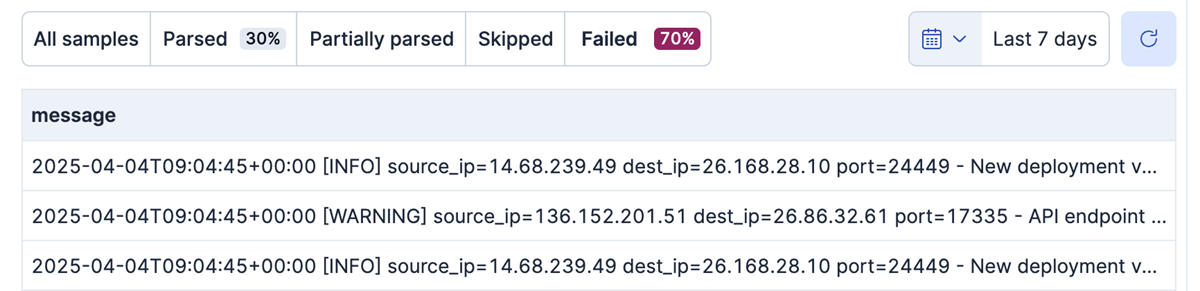 All samples Parsed 30% Partially parsed Skipped Failed 70% Last 7 days
message
2025-04-04T09:04:45+00:00 [INFO] source_ip=14.68.239.49 dest_ip=26.168.28.10 port=24449 - New deployment v...
2025-04-04T09:04:45+00:00 [WARNING] source_ip=136.152.201.51 dest_ip=26.86.32.61 port=17335 - API endpoint ...
2025-04-04T09:04:45+00:00 [INFO] source_ip=14.68.239.49 dest_ip=26.168.28.10 port=24449 - New deployment v...